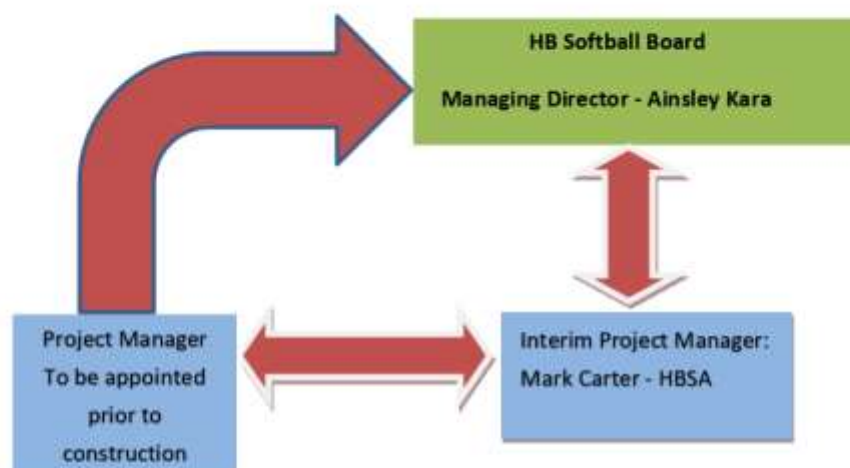 HB Softball Board
Managing Director - Ainsley Kara
Project Manager
To be appointed
prior to
construction
Interim Project Manager:
Mark Carter - HBSA